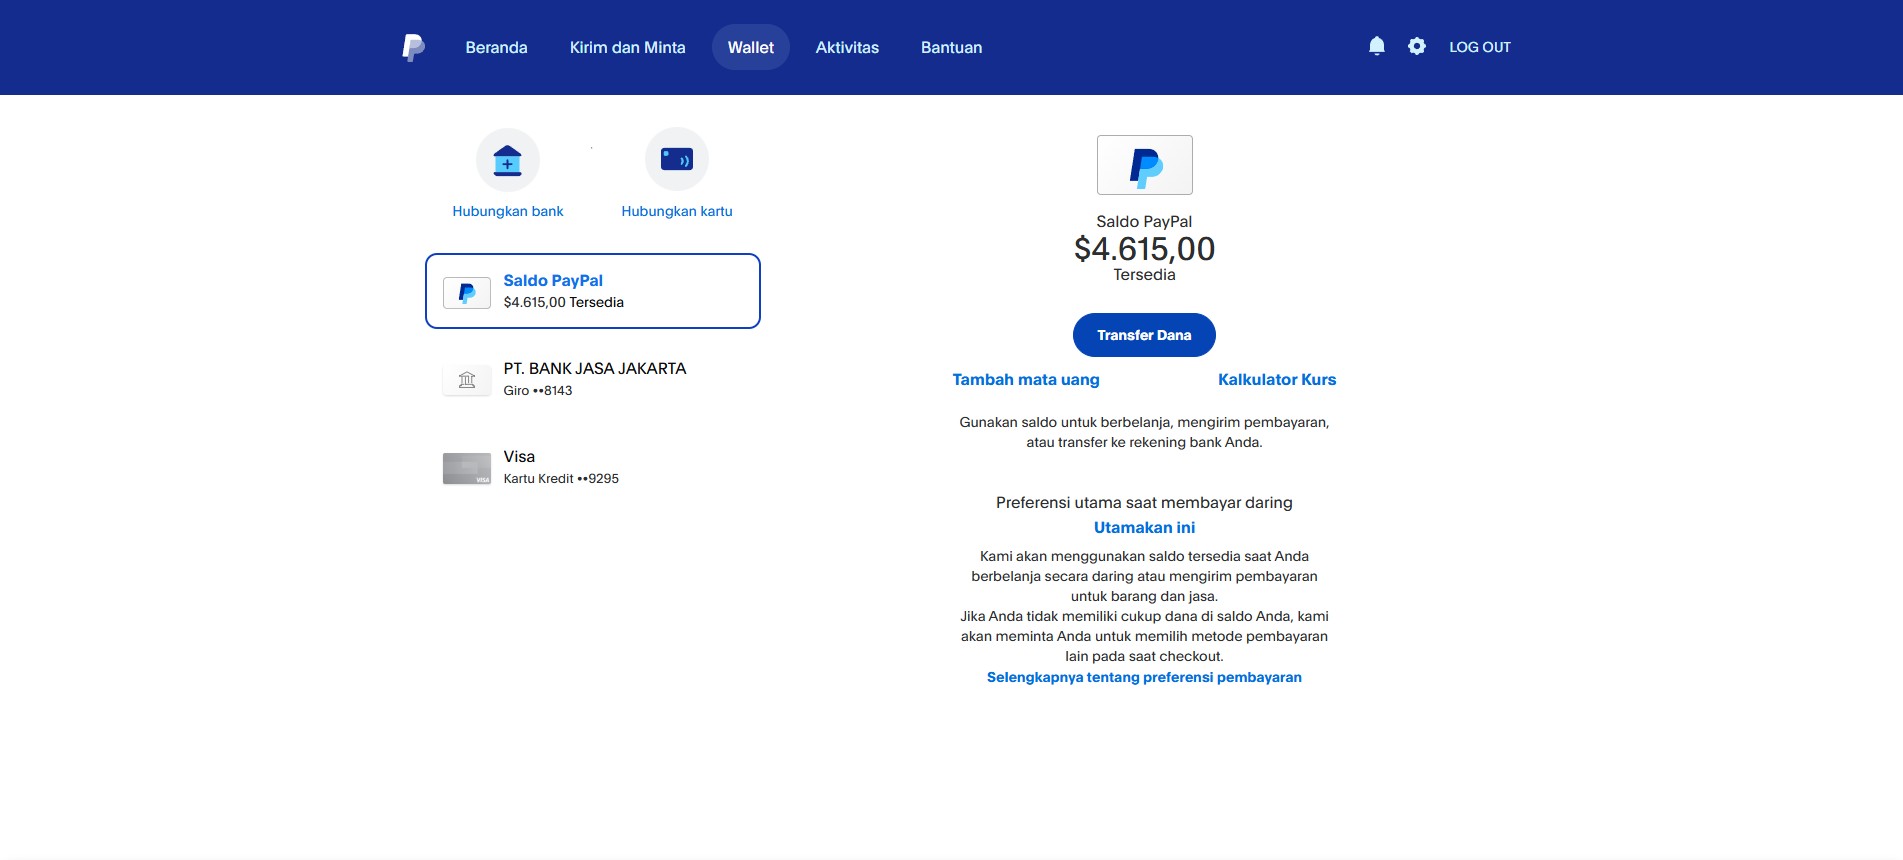 Beranda
Kirim dan Minta
Wallet
Aktivitas
Bantuan
LOG OUT
Hubungkan bank
Hubungkan kartu
Saldo PayPal
$4.615,00 Tersedia
PT. BANK JASA JAKARTA
Giro ••8143
VISA
Visa
Kartu Kredit ••9295
Saldo PayPal
$4.615,00
Tersedia
Transfer Dana
Tambah mata uang
Kalkulator Kurs
Gunakan saldo untuk berbelanja, mengirim pembayaran,
atau transfer ke rekening bank Anda.
Preferensi utama saat membayar daring
Utamakan ini
Kami akan menggunakan saldo tersedia saat Anda
berbelanja secara daring atau mengirim pembayaran
untuk barang dan jasa.
Jika Anda tidak memiliki cukup dana di saldo Anda, kami
akan meminta Anda untuk memilih metode pembayaran
lain pada saat checkout.
Selengkapnya tentang preferensi pembayaran